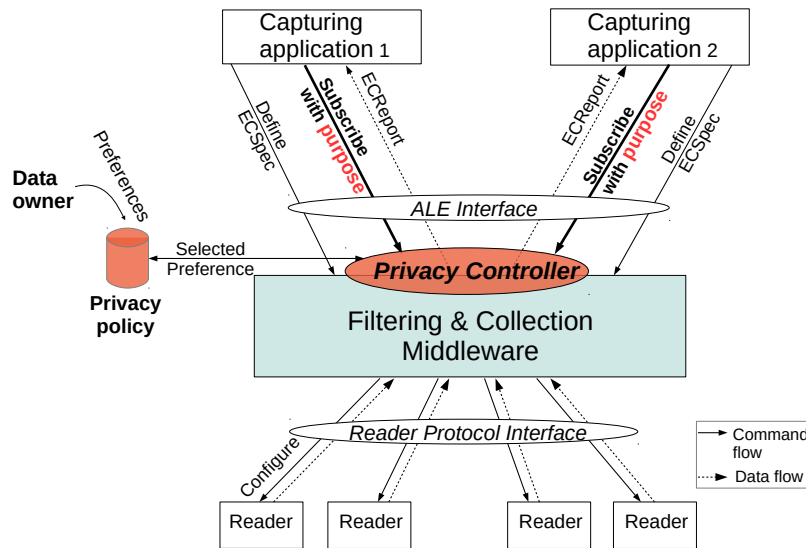 Capturing
application 1
Capturing
application 2
Define
ECSpec
Subscribe
with purpose
ECReport
ECReport
Subscribe
with purpose
Define
ECSpec
Preferences
Data
owner
ALE Interface
Selected
Preference
Privacy Controller
Privacy
policy
Filtering & Collection
Middleware
Reader Protocol Interface
Configure
Command
flow
Data flow
Reader
Reader
Reader
Reader